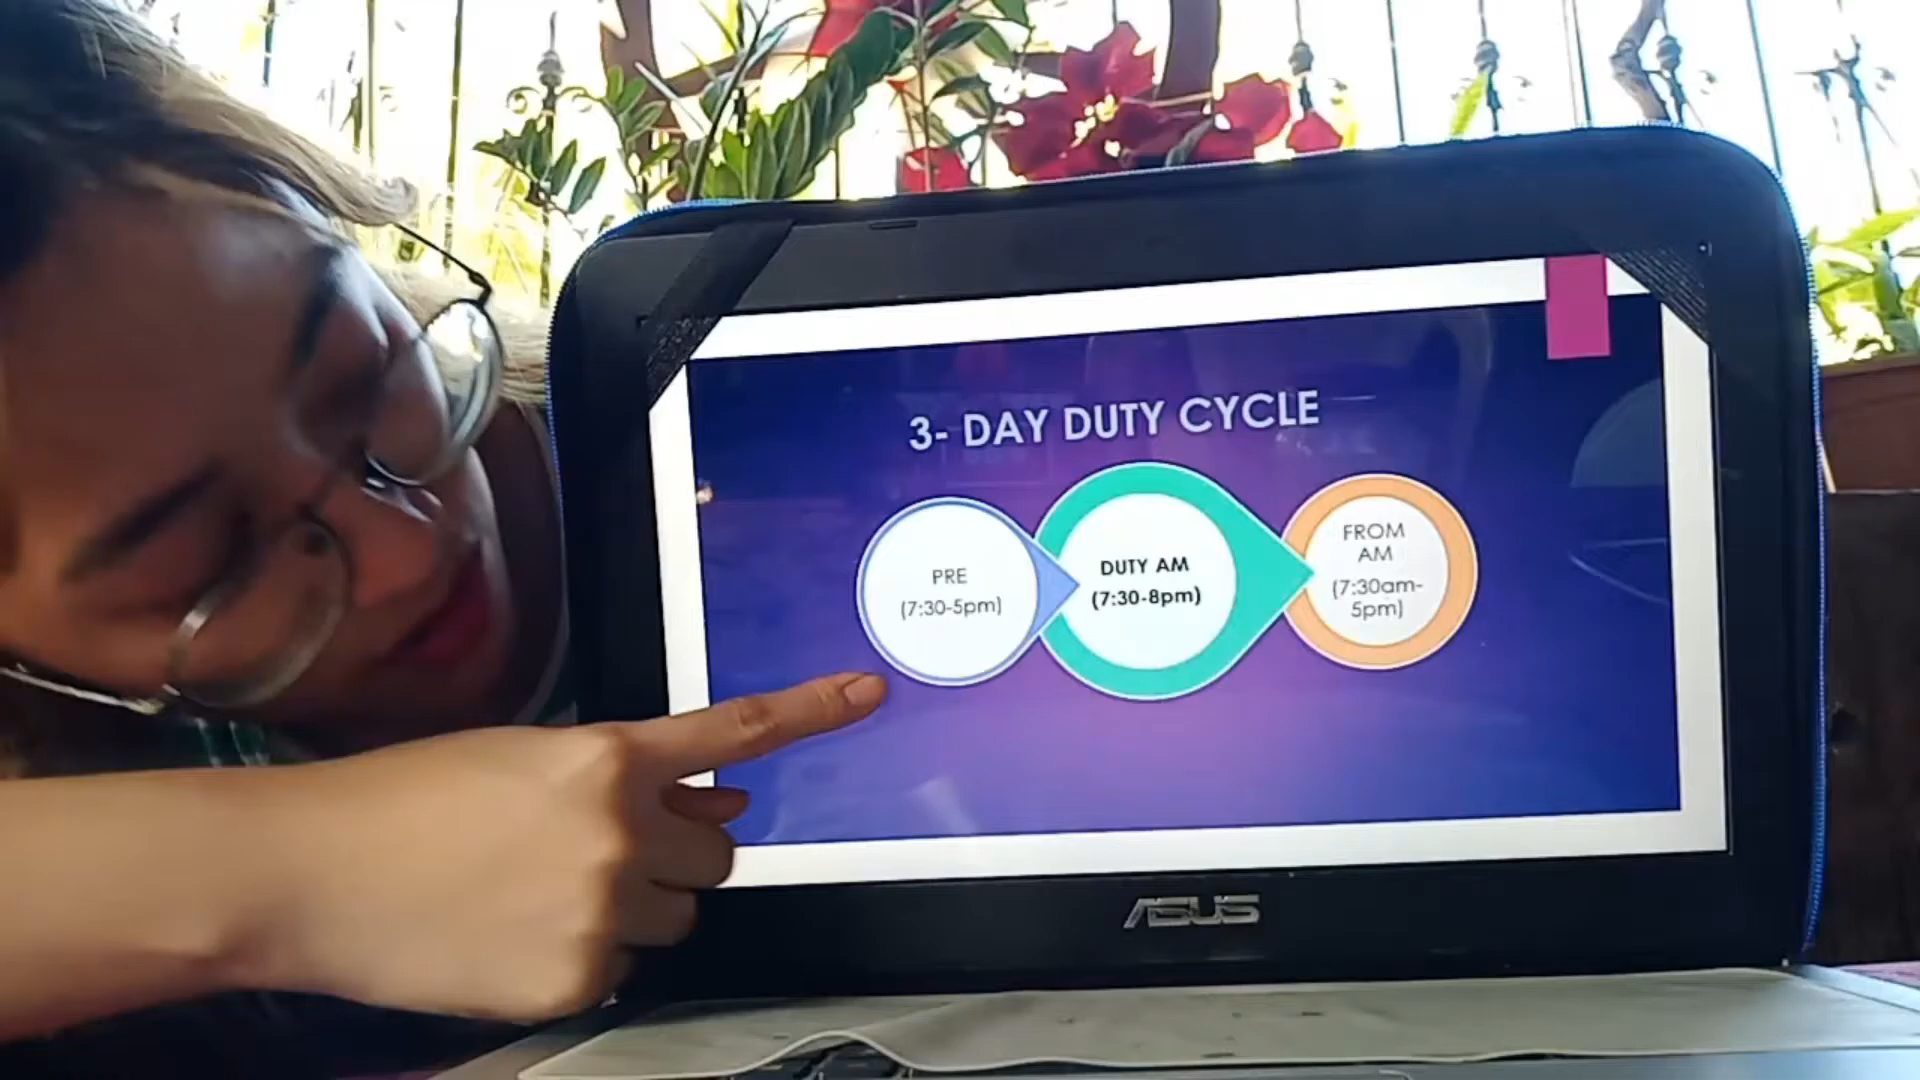 3- DAY DUTY CYCLE
PRE
(7:30-5pm)
DUTY AM
(7:30-8pm)
FROM
AM
(7:30am-
5pm)
ASUS